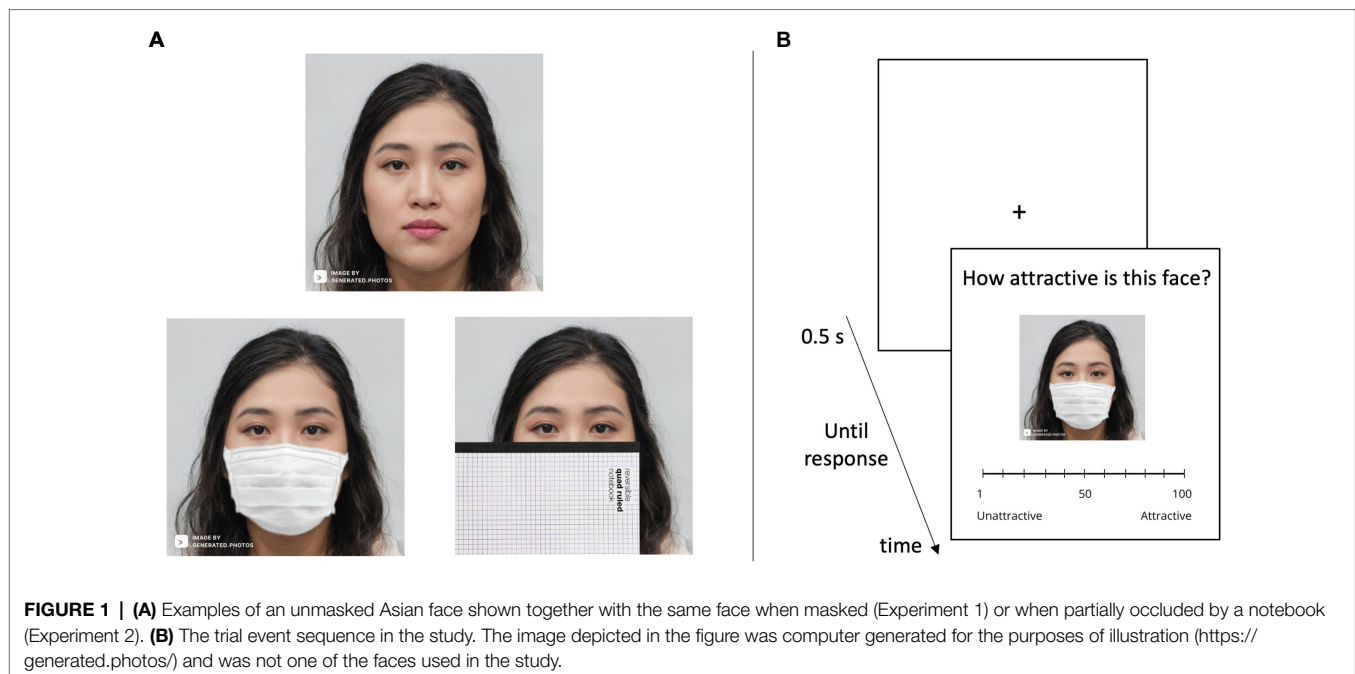 A
IMAGE BY
GENERATED.PHOTOS
IMAGE BY
GENERATED.PHOTOS
reversible
quad ruled
notebook
B
+
How attractive is this face?
IMAGE BY
GENERATED.PHOTOS
1 50 100
Unattractive Attractive
0.5 s
Until
response
time
FIGURE 1 | (A) Examples of an unmasked Asian face shown together with the same face when masked (Experiment 1) or when partially occluded by a notebook
(Experiment 2). (B) The trial event sequence in the study. The image depicted in the figure was computer generated for the purposes of illustration (https://
generated.photos/) and was not one of the faces used in the study.